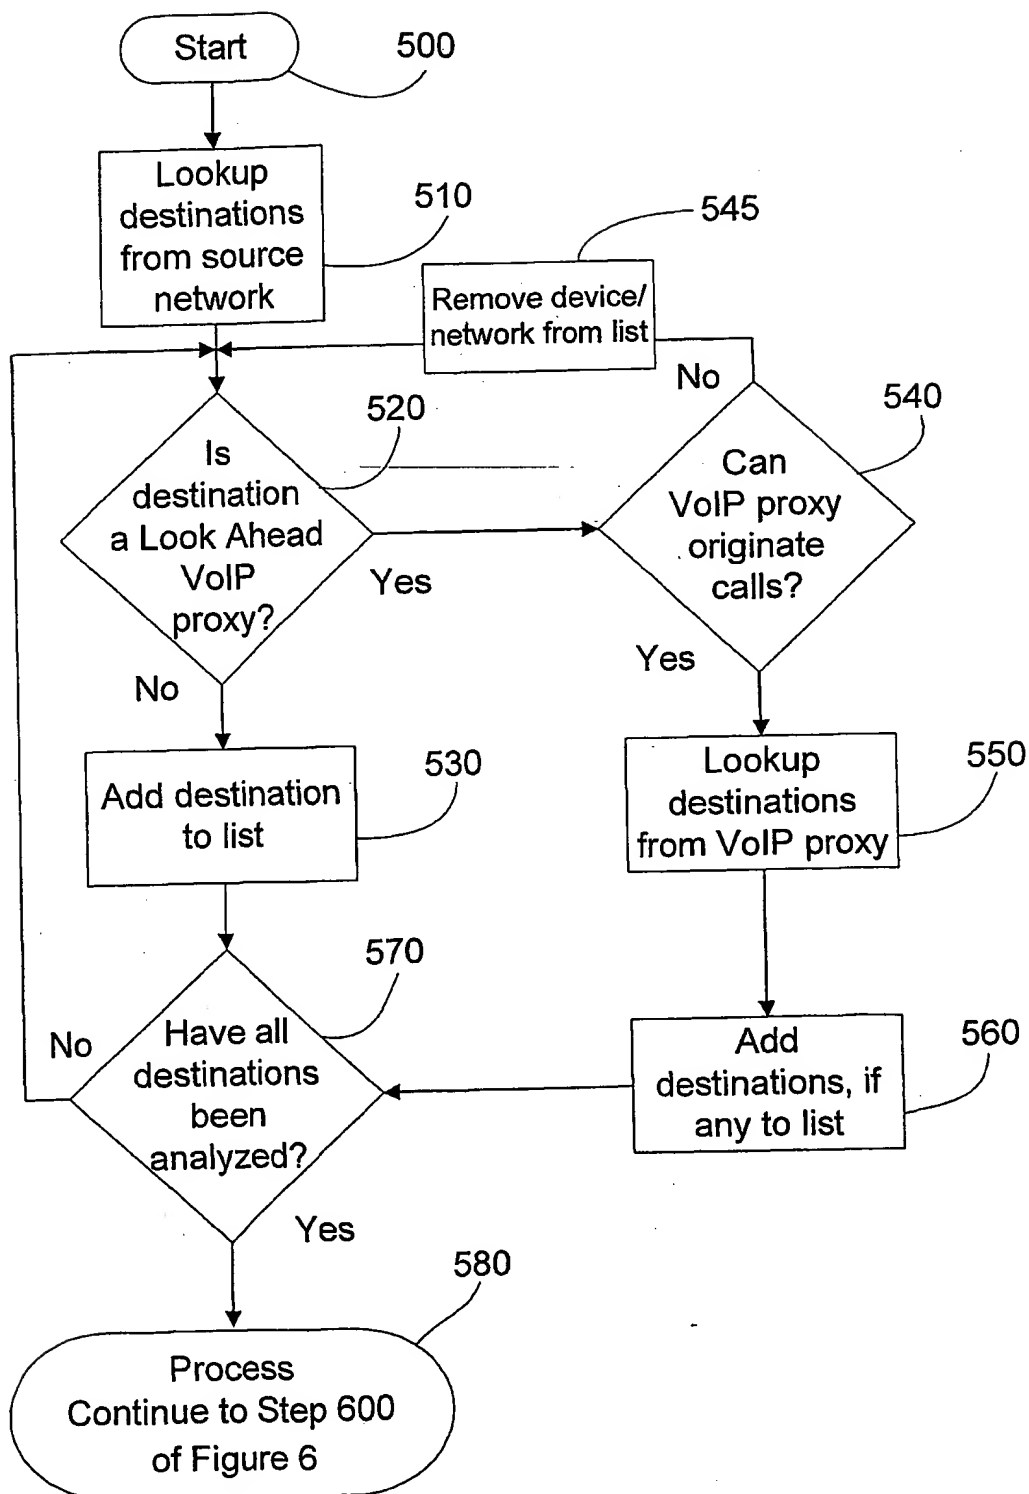 Start
500
Lookup
destinations
from source
network
510
545
Remove device/
network from list
No
520
Is
destination
a Look Ahead
VoIP
proxy?
Yes
No
540
Can
VoIP proxy
originate
calls?
Yes
Add destination
to list
530
Lookup
destinations
from VoIP proxy
550
570
Have all
destinations
been
analyzed?
No
Yes
Add
destinations, if
any to list
560
580
Process
Continue to Step 600
of Figure 6